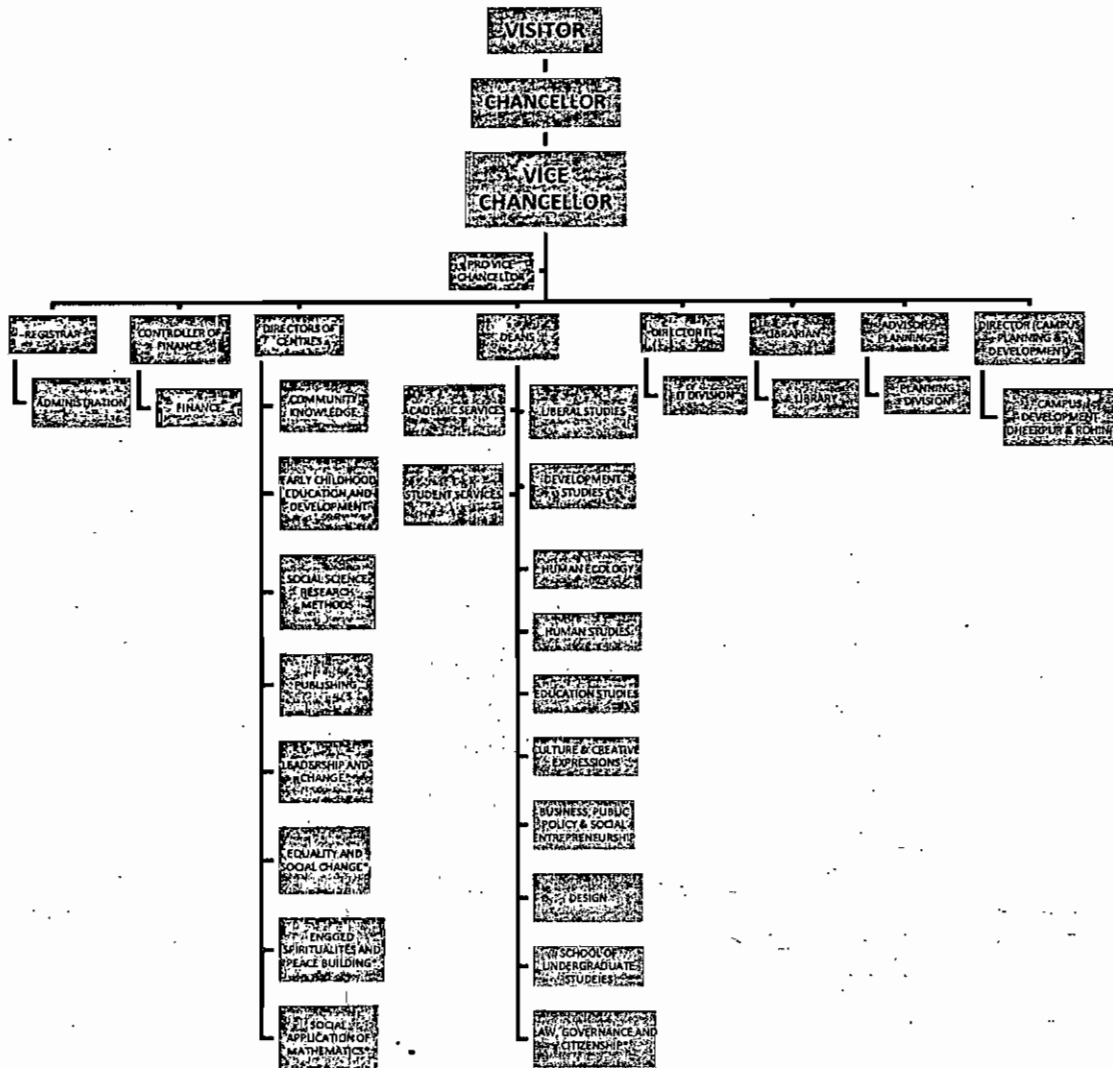 VISITOR
CHANCELLOR
VICE
CHANCELLOR
PRO VICE
CHANCELLOR
REGISTRAR
CONTROLLER OF
FINANCE
DIRECTORS OF
CENTRES
DEANS
DIRECTOR IT
LIBRARIAN
ADVISOR
PLANNING
DIRECTOR (CAMPUS
PLANNING &
DEVELOPMENT)
ADMINISTRATION
FINANCE
COMMUNITY
KNOWLEDGE
EARLY CHILDHOOD
EDUCATION AND
DEVELOPMENT
SOCIAL SCIENCE
RESEARCH
METHODS
PUBLISHING
LEADERSHIP AND
CHANGE*
EQUALITY AND
SOCIAL CHANGE*
ENGGED
SPIRITUALITES AND
PEACE BUILDING*
SOCIAL
APPLICATION OF
MATHEMATICS*
ACADEMIC SERVICES
STUDENT SERVICES
LIBERAL STUDIES
DEVELOPMENT
STUDIES
HUMAN ECOLOGY
HUMAN STUDIES
EDUCATION STUDIES
CULTURE & CREATIVE
EXPRESSIONS
BUSINESS, PUBLIC
POLICY & SOCIAL
ENTREPRENEURSHIP
DESIGN
SCHOOL OF
UNDERGRADUATE
STUDEIES)
LAW, GOVERNANCE AND
CITIZENSHIP*
IT DIVISION
LIBRARY
PLANNING
DIVISION
CAMPUS
DEVELOPMENT
(DHEERPUR & ROHINI)